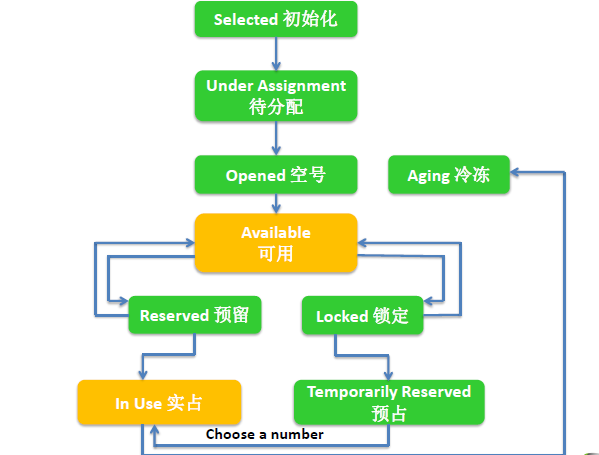 Selected 初始化
Under Assignment
待分配
Opened 空号
Aging 冷冻
Available
可用
Reserved 预留
Locked 锁定
In Use 实占
Temporarily Reserved
预占
Choose a number